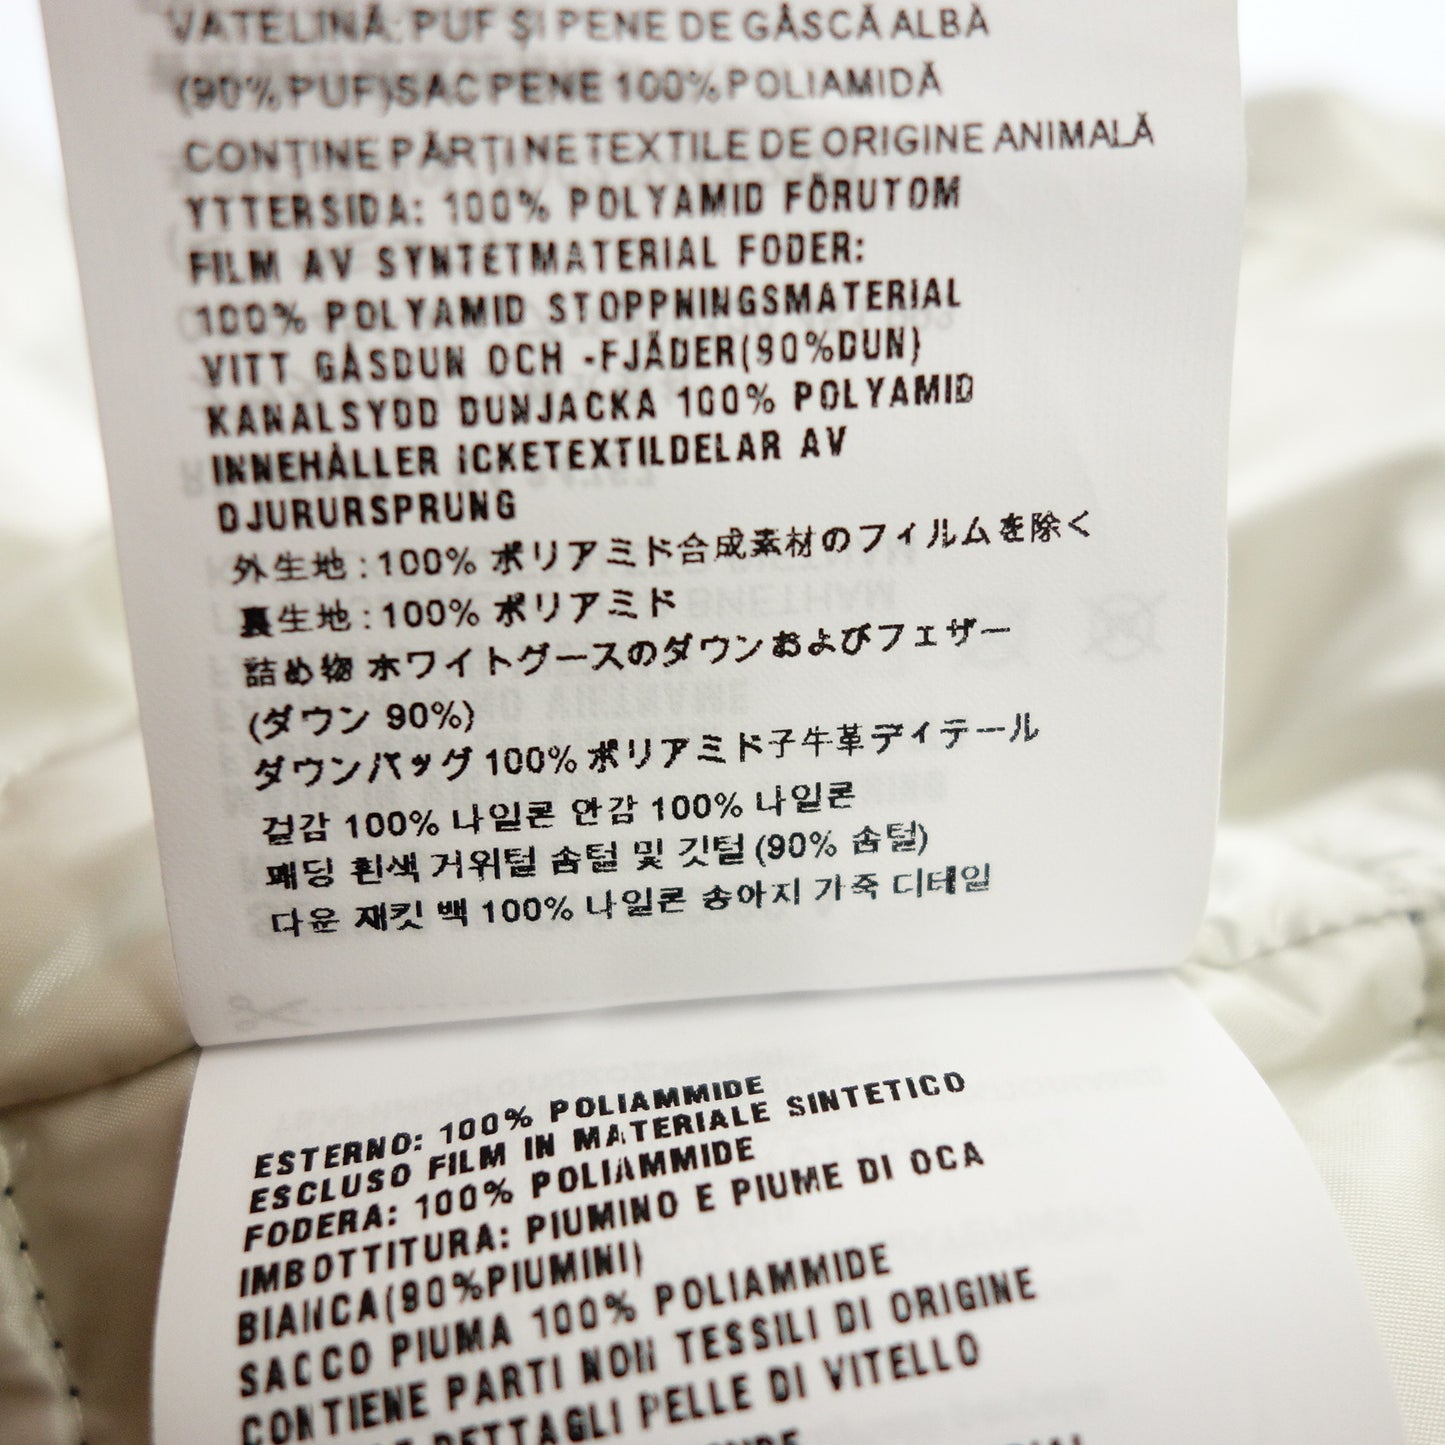 VATELINĂ: PUF ȘI PENE DE GÂSCĂ ALBĂ
(90%PUF)SAC PENE 100% POLIAMIDĂ
CONȚINE PĂRȚI NETEXTILE DE ORIGINE ANIMALĂ
YTTERSIDA: 100% POLYAMID FÖRUTOM
FILM AV SYNTETMATERIAL FODER:
100% POLYAMID STOPPNINGSMATERIAL
VITT GÅSDUN OCH -FJÄDER(90%DUN)
KANALSYDD DUNJACKA 100% POLYAMID
INNEHÅLLER ICKETEXTILDELAR AV
DJURURSPRUNG
外生地 : 100% ポリアミド合成素材のフィルムを除く
裏生地 : 100% ポリアミド
詰め物 ホワイトグースのダウンおよびフェザー
(ダウン 90%)
ダウンバッグ 100% ポリアミド子牛革ディテール
겉감 100% 나일론 안감 100% 나일론
패딩 흰색 거위털 솜털 및 깃털 (90% 솜털)
다운 재킷 백 100% 나일론 송아지 가죽 디테일
ESTERNO: 100% POLIAMMIDE
ESCLUSO FILM IN MATERIALE SINTETICO
FODERA: 100% POLIAMMIDE
IMBOTTITURA: PIUMINO E PIUME DI OCA
BIANCA(90%PIUMINI)
SACCO PIUMA 100% POLIAMMIDE
CONTIENE PARTI NON TESSILI DI ORIGINE
DETTAGLI PELLE DI VITELLO